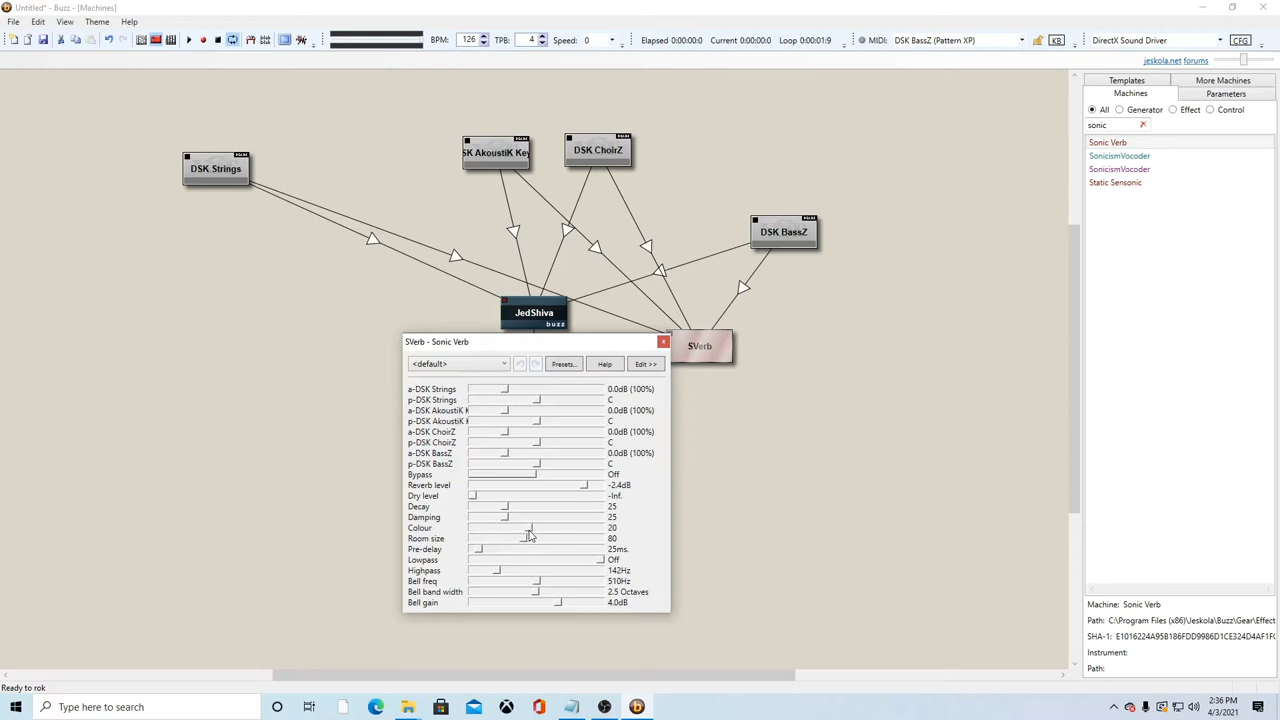 Untitled* - Buzz - [Machines]
File Edit View Theme Help
BPM: 126 TPB: 4 Speed: 0 Elapsed 0:00:00:0 Current 0:00:00:0 Loop 0:00:00:0 MIDI: DSK BassZ (Pattern XP) KB DirectX Sound Driver CFG
jeskola.net forums
Templates More Machines
Machines Parameters
All Generator Effect Control
sonic
Sonic Verb
SonicismVocoder
SonicismVocoder
Static Sensonic
DSK Strings
SK AkoustiK Key
DSK ChoirZ
DSK BassZ
JedShiva
buzz
SVerb
SVerb - Sonic Verb
<default> Presets... Help Edit >>
a-DSK Strings 0.0dB (100%)
p-DSK Strings C
a-DSK AkoustiK K 0.0dB (100%)
p-DSK AkoustiK K C
a-DSK ChoirZ 0.0dB (100%)
p-DSK ChoirZ C
a-DSK BassZ 0.0dB (100%)
p-DSK BassZ C
Bypass Off
Reverb level -2.4dB
Dry level -Inf.
Decay 25
Damping 25
Colour 20
Room size 80
Pre-delay 25ms.
Lowpass Off
Highpass 142Hz
Bell freq 510Hz
Bell band width 2.5 Octaves
Bell gain 4.0dB
Machine: Sonic Verb
Path: C:\Program Files (x86)\Jeskola\Buzz\Gear\Effect
SHA-1: E1016224A95B186FDD9986D1CE324D4AF1FC
Instrument:
Path:
Ready to rok
Type here to search
2:36 PM
4/3/2021